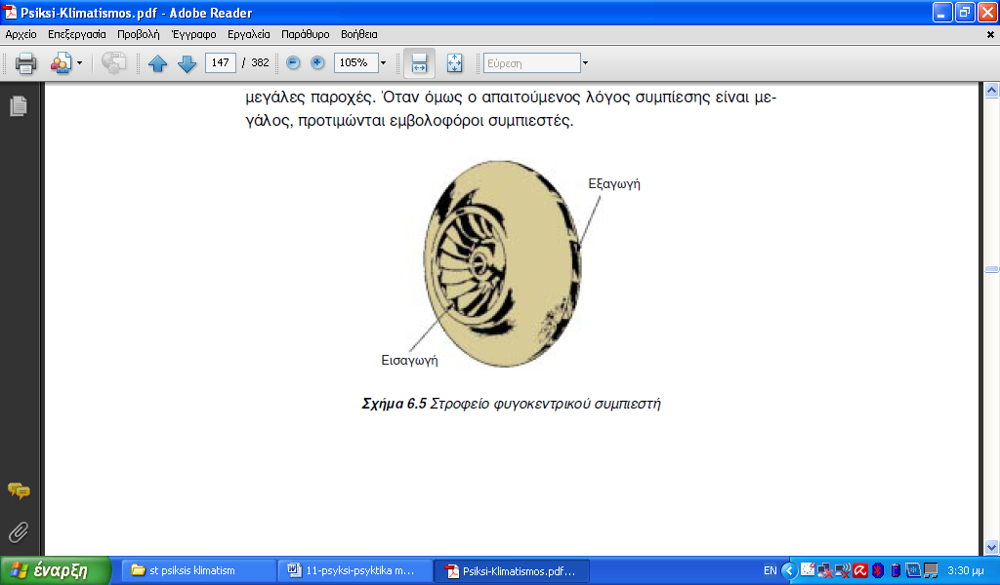 Psiksi-Klimatismos.pdf - Adobe Reader
Αρχείο Επεξεργασία Προβολή Έγγραφο Εργαλεία Παράθυρο Βοήθεια
147 / 382 105% Εύρεση
μεγάλες παροχές. Όταν όμως ο απαιτούμενος λόγος συμπίεσης είναι με-
γάλος, προτιμώνται εμβολοφόροι συμπιεστές.
Εξαγωγή
Εισαγωγή
Σχήμα 6.5 Στροφείο φυγοκεντρικού συμπιεστή
έναρξη st psiksis klimatism 11-psyksi-psyktika m... Psiksi-Klimatismos.pdf... EN 3:30 μμ